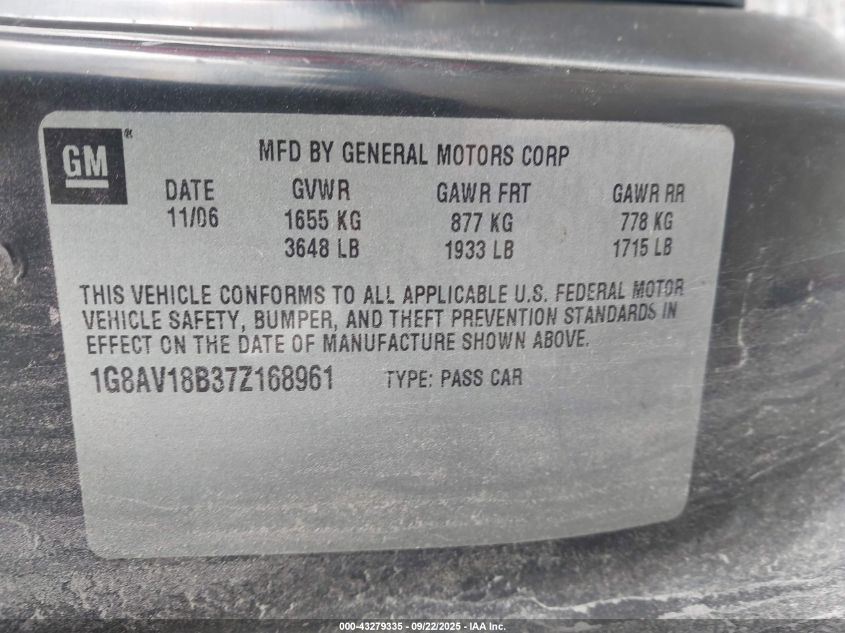 GM
MFD BY GENERAL MOTORS CORP
DATE GVWR GAWR FRT GAWR RR
11/06 1655 KG 877 KG 778 KG
3648 LB 1933 LB 1715 LB
THIS VEHICLE CONFORMS TO ALL APPLICABLE U.S. FEDERAL MOTOR
VEHICLE SAFETY, BUMPER, AND THEFT PREVENTION STANDARDS IN
EFFECT ON THE DATE OF MANUFACTURE SHOWN ABOVE.
1G8AV18B37Z168961 TYPE: PASS CAR
000-43279335 - 09/22/2025 - IAA Inc.